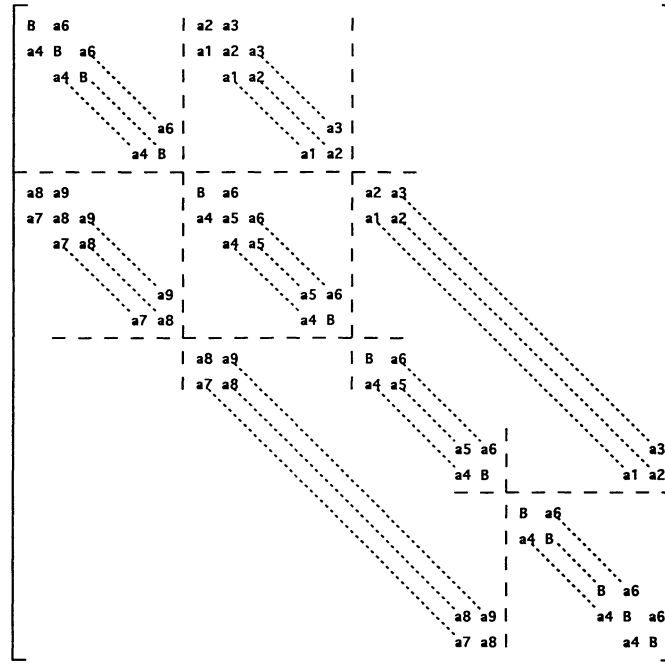 B a6 a2 a3
a4 B a6 a1 a2 a3
a4 B a1 a2
a6 a3
a4 B a1 a2
a8 a9 B a6 a2 a3
a7 a8 a9 a4 a5 a6 a1 a2
a7 a8 a4 a5
a9 a5 a6
a7 a8 a4 B
a8 a9 B a6
a7 a8 a4 a5
a5 a6 a3
a4 B a1 a2
B a6
a4 B
B a6
a8 a9 a4 B a6
a7 a8 a4 B